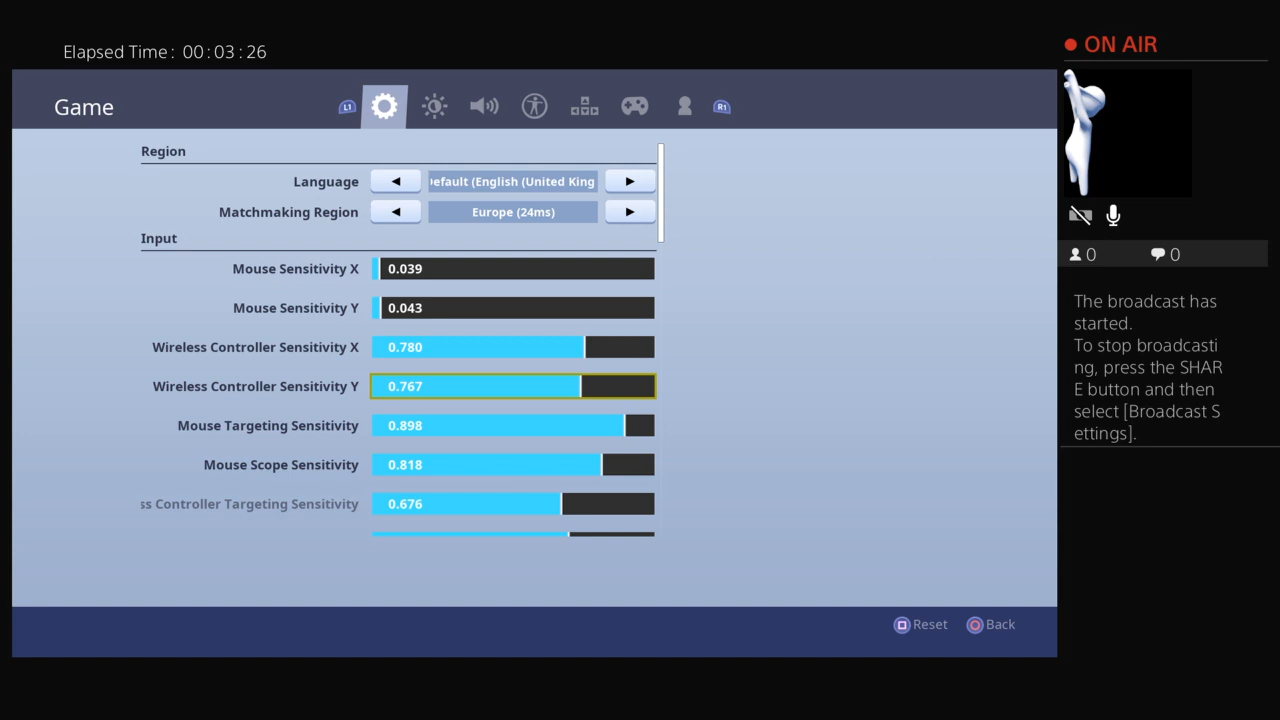 Elapsed Time: 00:03:26
ON AIR
Game
L1
R1
Region
Language
efault (English (United King
Matchmaking Region
Europe (24ms)
Input
Mouse Sensitivity X
0.039
Mouse Sensitivity Y
0.043
Wireless Controller Sensitivity X
0.780
Wireless Controller Sensitivity Y
0.767
Mouse Targeting Sensitivity
0.898
Mouse Scope Sensitivity
0.818
ss Controller Targeting Sensitivity
0.676
Reset
Back
0
0
The broadcast has
started.
To stop broadcasti
ng, press the SHAR
E button and then
select [Broadcast S
ettings].